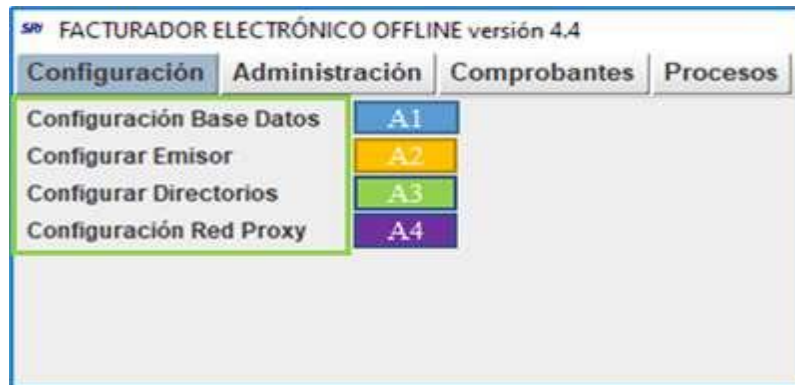 SRI FACTURADOR ELECTRÓNICO OFFLINE versión 4.4
Configuración Administración Comprobantes Procesos
Configuración Base Datos A1
Configurar Emisor A2
Configurar Directorios A3
Configuración Red Proxy A4